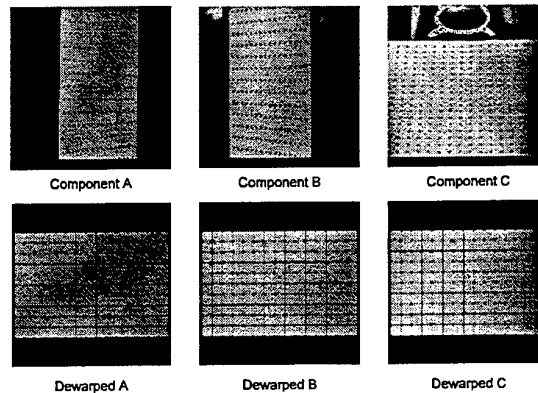 Component A
Component B
Component C
Dewarped A
Dewarped B
Dewarped C